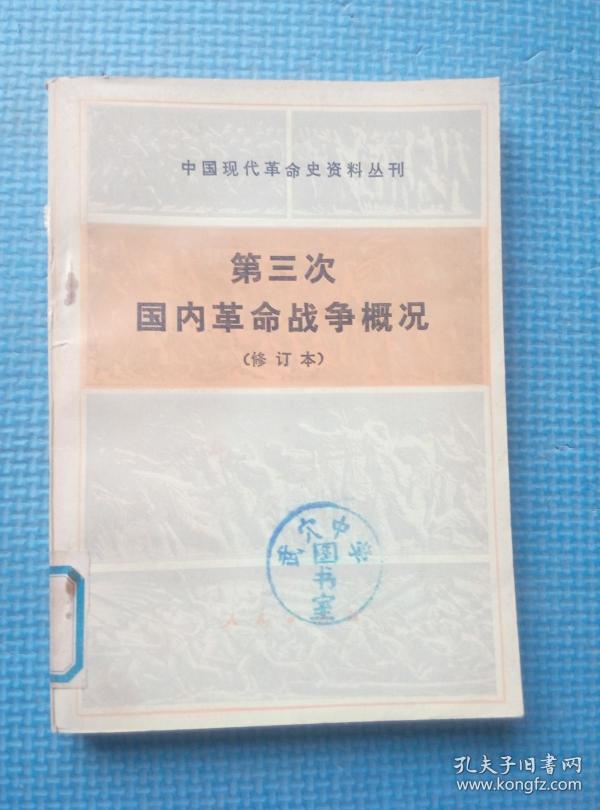 中国现代革命史资料丛刊
第三次
国内革命战争概况
(修订本)
武穴中学
图书室
人民
孔夫子旧书网
www.kongfz.com